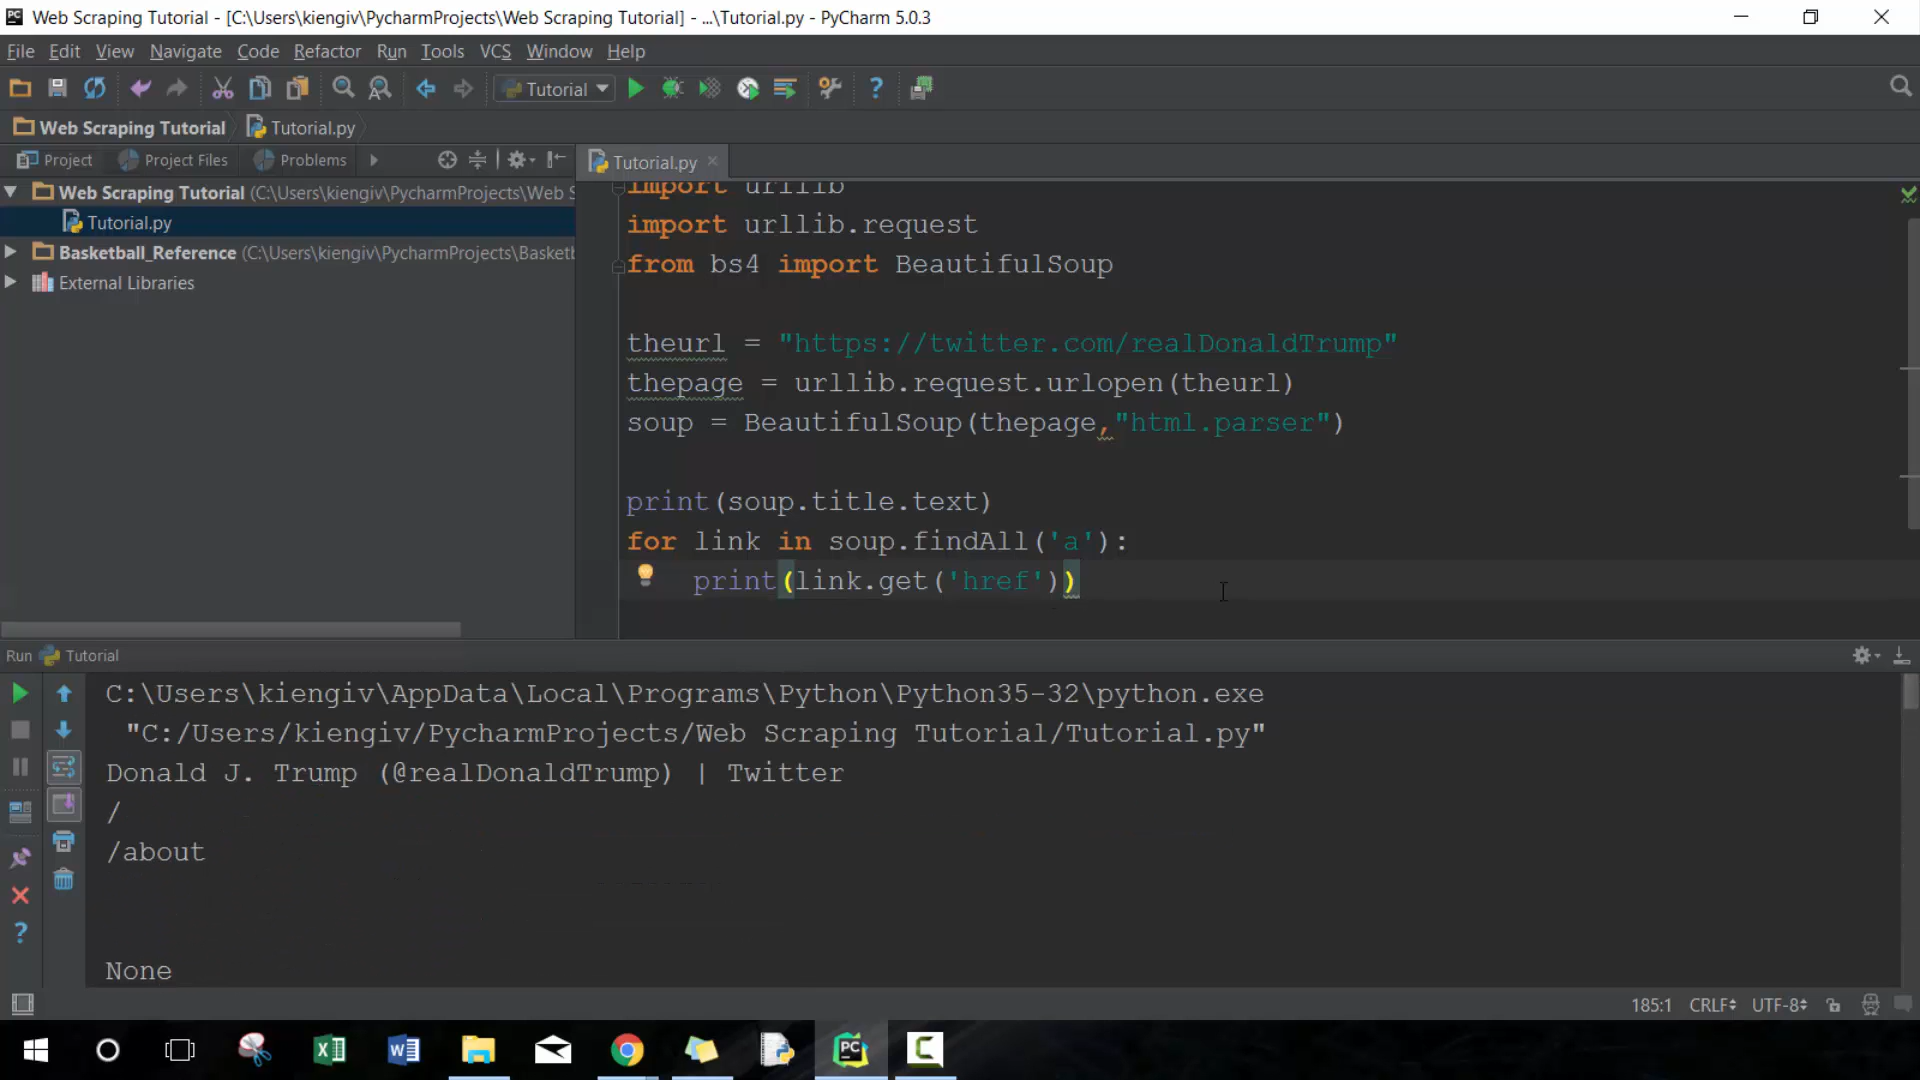 Web Scraping Tutorial - [C:\Users\kiengiv\PycharmProjects\Web Scraping Tutorial] - ...\Tutorial.py - PyCharm 5.0.3
File Edit View Navigate Code Refactor Run Tools VCS Window Help
Tutorial
Web Scraping Tutorial Tutorial.py
Project Project Files Problems
Tutorial.py
Web Scraping Tutorial (C:\Users\kiengiv\PycharmProjects\Web S
Tutorial.py
Basketball_Reference (C:\Users\kiengiv\PycharmProjects\Basketb
External Libraries
import urllib
import urllib.request
from bs4 import BeautifulSoup
theurl = "https://twitter.com/realDonaldTrump"
thepage = urllib.request.urlopen(theurl)
soup = BeautifulSoup(thepage,"html.parser")
print(soup.title.text)
for link in soup.findAll('a'):
print(link.get('href'))
Run Tutorial
C:\Users\kiengiv\AppData\Local\Programs\Python\Python35-32\python.exe
"C:/Users/kiengiv/PycharmProjects/Web Scraping Tutorial/Tutorial.py"
Donald J. Trump (@realDonaldTrump) | Twitter
/
/about
None
185:1 CRLF UTF-8